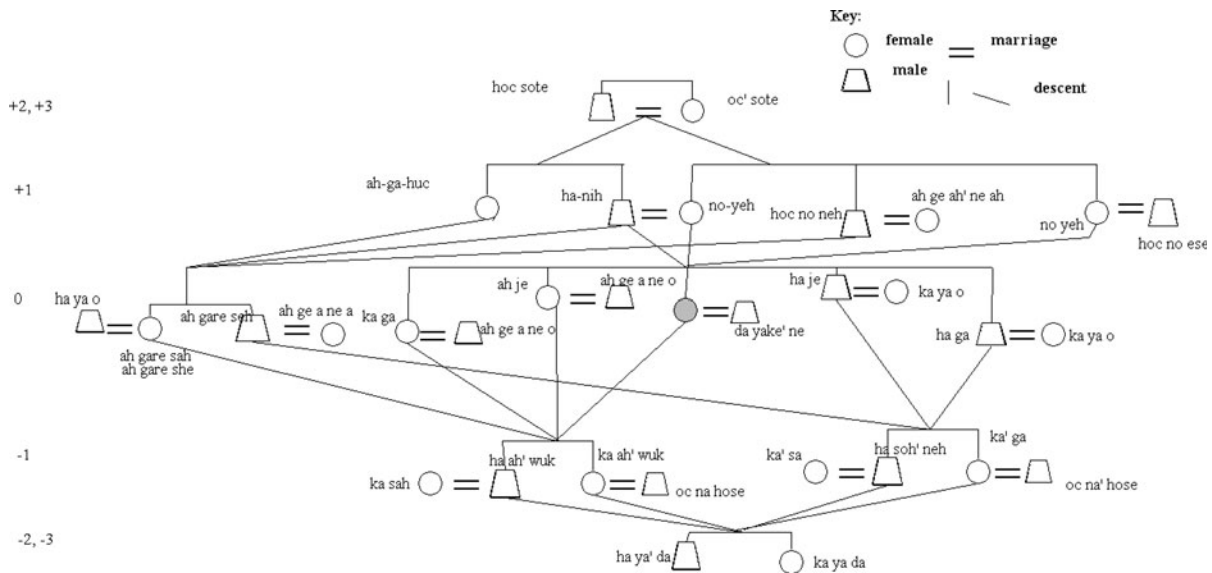 Key:
female
marriage
male
descent
hoc sote
oc' sote
+2, +3
ah-ga-huc
+1
ha-nih
no-yeh
hoc no neh
ah ge ah' ne ah
no yeh
hoc no ese
0
ha ya o
ah gare seh
ah ge a ne a
ka ga
ah je
ah ge a ne o
ah ge a ne o
da yake' ne
ha je
ka ya o
ha ga
ka ya o
ah gare sah
ah gare she
-1
ha ah' wuk
ka ah' wuk
ka sah
oc na hose
ka' sa
ha soh' neh
ka' ga
oc na' hose
-2, -3
ha ya' da
ka ya da